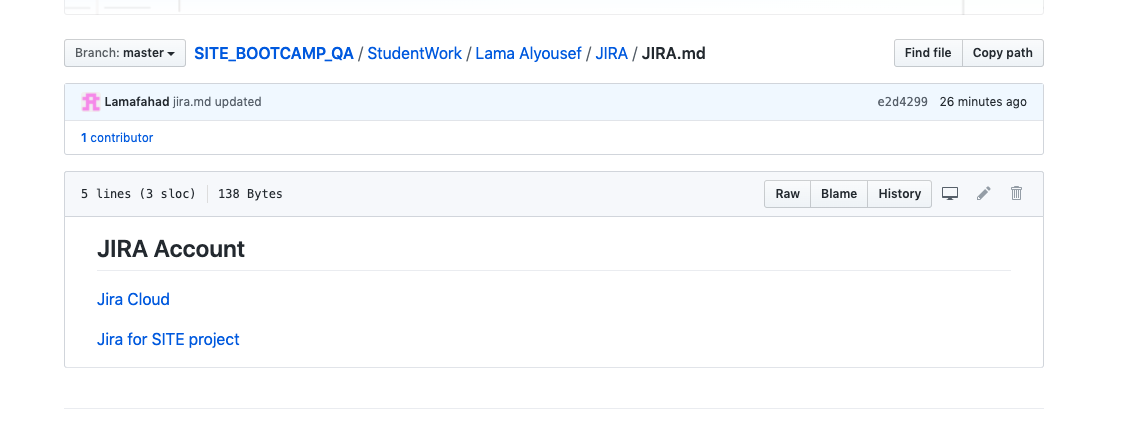 Branch: master SITE_BOOTCAMP_QA / StudentWork / Lama Alyousef / JIRA / JIRA.md Find file Copy path
Lamafahad jira.md updated e2d4299 26 minutes ago
1 contributor
5 lines (3 sloc) 138 Bytes Raw Blame History
JIRA Account
Jira Cloud
Jira for SITE project